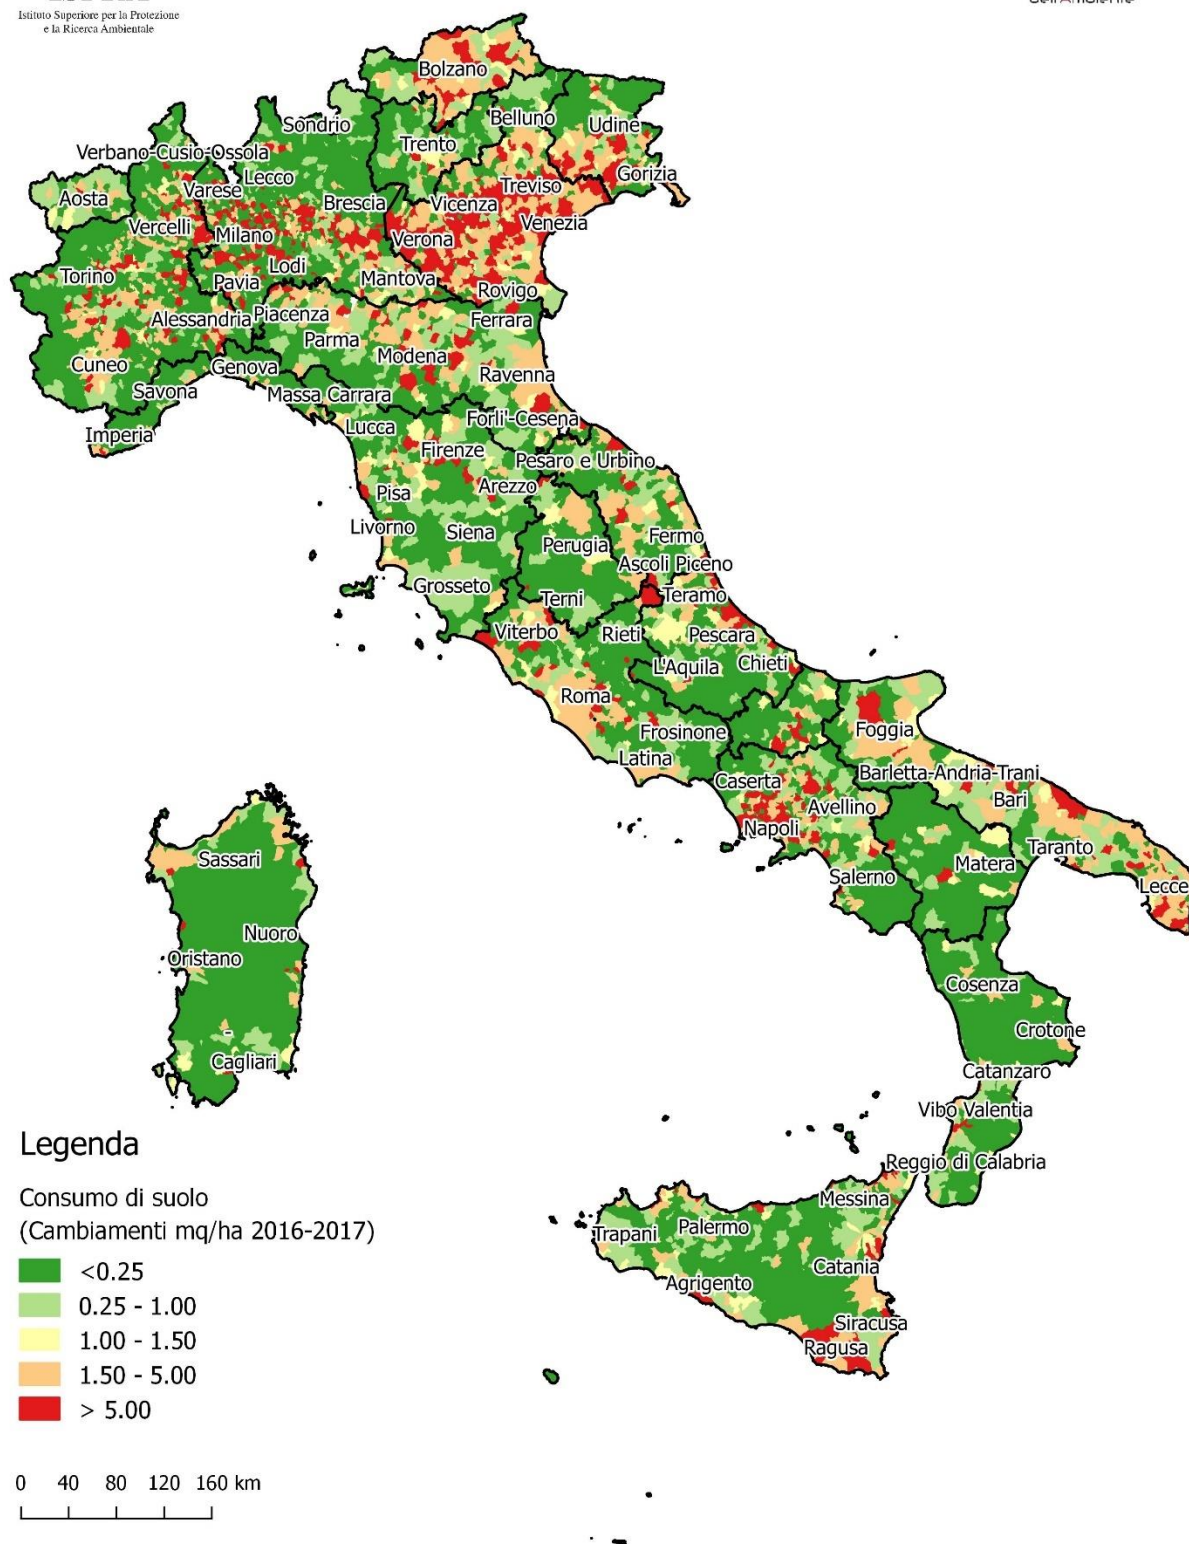 Istituto Superiore per la Protezione
e la Ricerca Ambientale
Bolzano
Sondrio
Belluno
Udine
Trento
Verbano-Cusio-Ossola
Lecco
Gorizia
Varese
Treviso
Aosta
Brescia
Vicenza
Venezia
Vercelli
Milano
Verona
Lodi
Torino
Pavia
Mantova
Rovigo
Alessandria
Piacenza
Ferrara
Parma
Modena
Cuneo
Genova
Ravenna
Savona
Massa Carrara
Forli'-Cesena
Lucca
Imperia
Firenze
Pesaro e Urbino
Arezzo
Pisa
Livorno
Siena
Fermo
Perugia
Ascoli Piceno
Grosseto
Terni
Teramo
Viterbo
Rieti
Pescara
L'Aquila
Chieti
Roma
Frosinone
Foggia
Latina
Caserta
Barletta-Andria-Trani
Avellino
Bari
Napoli
Taranto
Sassari
Matera
Salerno
Lecce
Nuoro
Oristano
Cosenza
-
Crotone
Cagliari
Catanzaro
Vibo Valentia
Reggio di Calabria
Messina
Palermo
Trapani
Catania
Agrigento
Siracusa
Ragusa
Legenda
Consumo di suolo
(Cambiamenti mq/ha 2016-2017)
<0.25
0.25 - 1.00
1.00 - 1.50
1.50 - 5.00
> 5.00
0 40 80 120 160 km